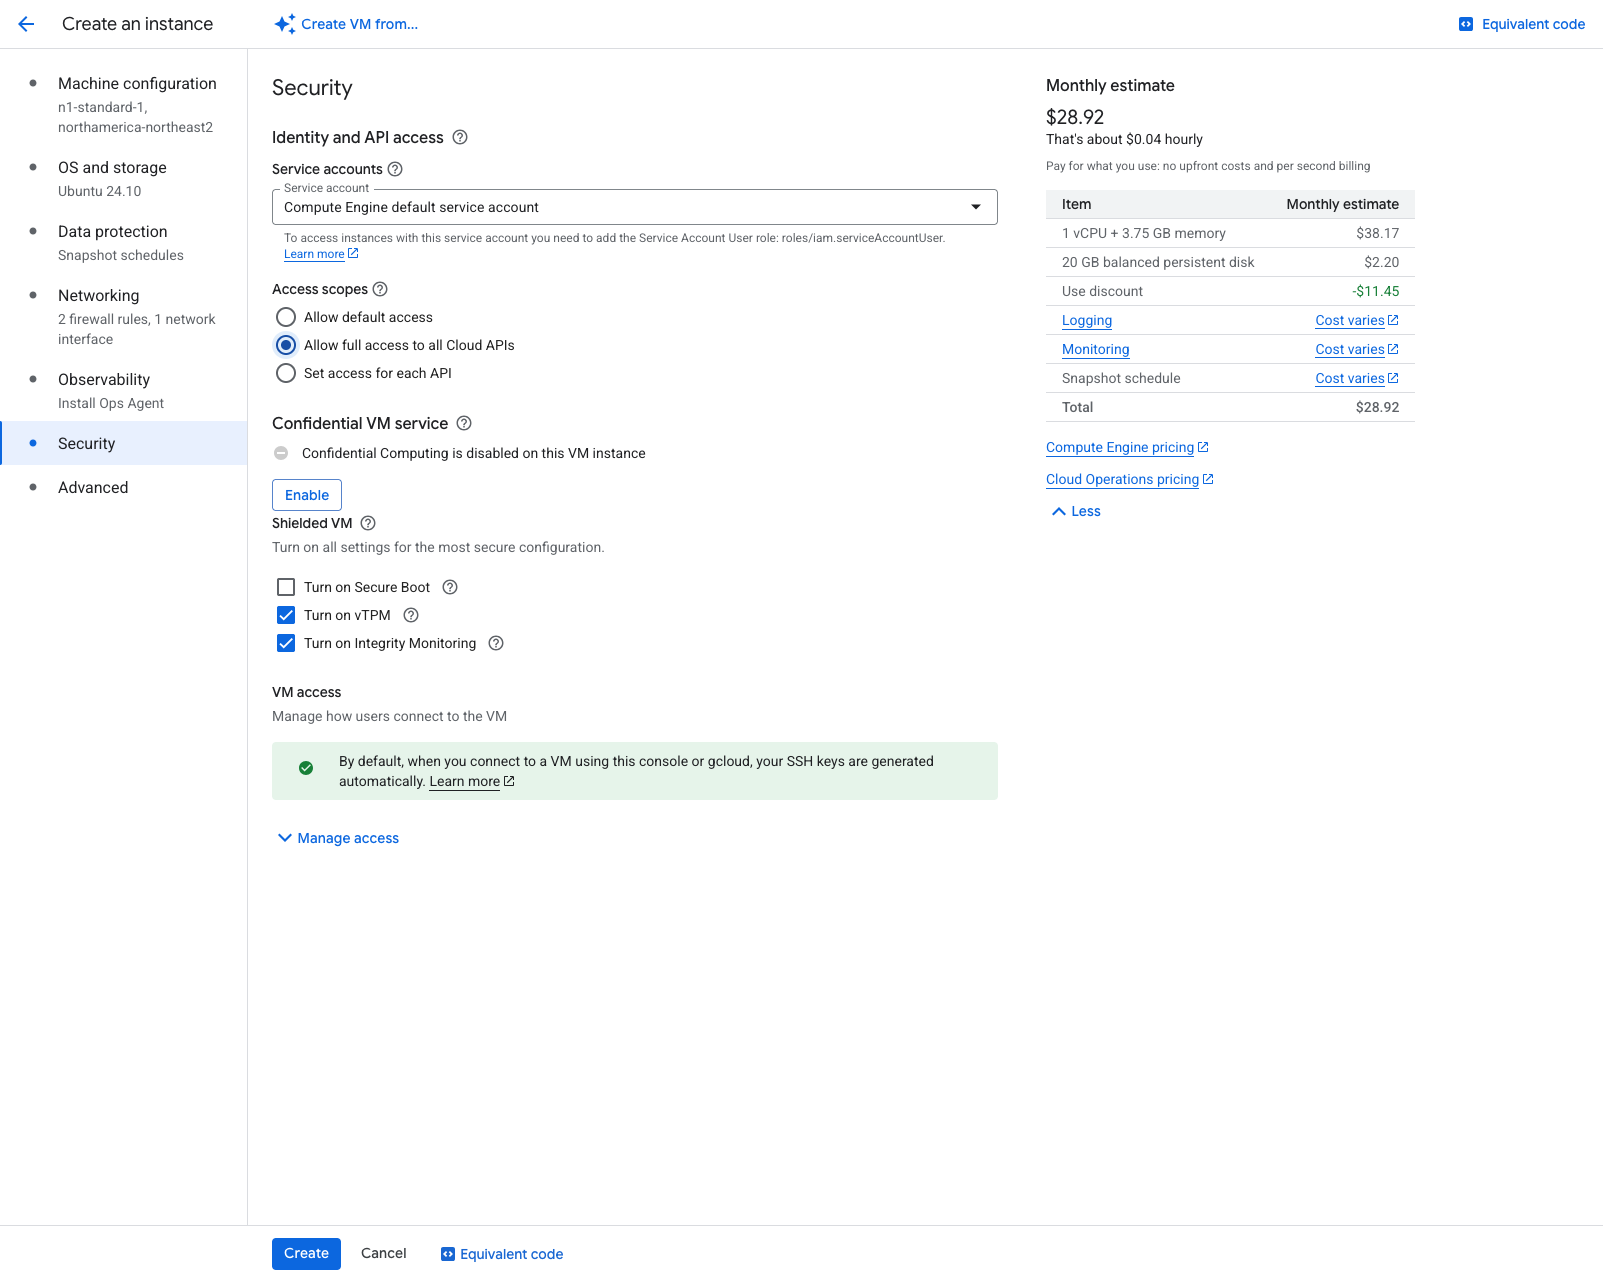 Create an instance
Create VM from...
Equivalent code
Machine configuration
n1-standard-1,
northamerica-northeast2
OS and storage
Ubuntu 24.10
Data protection
Snapshot schedules
Networking
2 firewall rules, 1 network
interface
Observability
Install Ops Agent
Security
Advanced
Security
Identity and API access
Service accounts
Service account
Compute Engine default service account
To access instances with this service account you need to add the Service Account User role: roles/iam.serviceAccountUser.
Learn more
Access scopes
Allow default access
Allow full access to all Cloud APIs
Set access for each API
Confidential VM service
Confidential Computing is disabled on this VM instance
Enable
Shielded VM
Turn on all settings for the most secure configuration.
Turn on Secure Boot
Turn on vTPM
Turn on Integrity Monitoring
VM access
Manage how users connect to the VM
By default, when you connect to a VM using this console or gcloud, your SSH keys are generated
automatically. Learn more
Manage access
Monthly estimate
$28.92
That's about $0.04 hourly
Pay for what you use: no upfront costs and per second billing
Item Monthly estimate
1 vCPU + 3.75 GB memory $38.17
20 GB balanced persistent disk $2.20
Use discount -$11.45
Logging Cost varies
Monitoring Cost varies
Snapshot schedule Cost varies
Total $28.92
Compute Engine pricing
Cloud Operations pricing
Less
Create Cancel Equivalent code